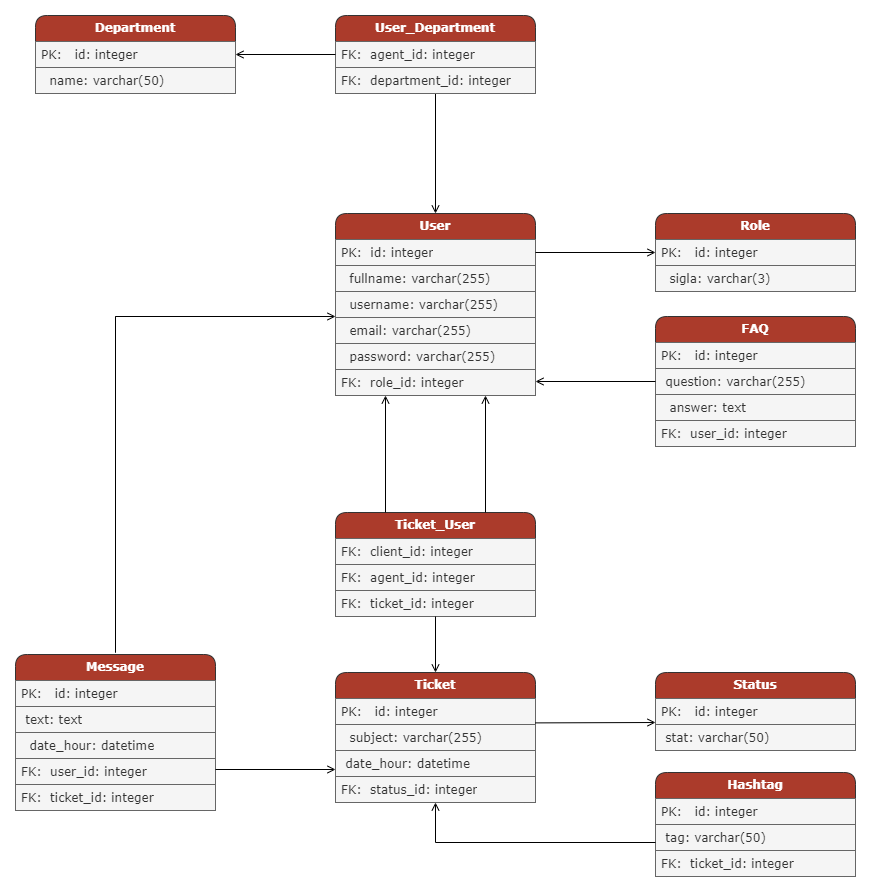 Department
PK: id: integer
name: varchar(50)
User_Department
FK: agent_id: integer
FK: department_id: integer
User
PK: id: integer
fullname: varchar(255)
username: varchar(255)
email: varchar(255)
password: varchar(255)
FK: role_id: integer
Role
PK: id: integer
sigla: varchar(3)
FAQ
PK: id: integer
question: varchar(255)
answer: text
FK: user_id: integer
Ticket_User
FK: client_id: integer
FK: agent_id: integer
FK: ticket_id: integer
Message
PK: id: integer
text: text
date_hour: datetime
FK: user_id: integer
FK: ticket_id: integer
Ticket
PK: id: integer
subject: varchar(255)
date_hour: datetime
FK: status_id: integer
Status
PK: id: integer
stat: varchar(50)
Hashtag
PK: id: integer
tag: varchar(50)
FK: ticket_id: integer